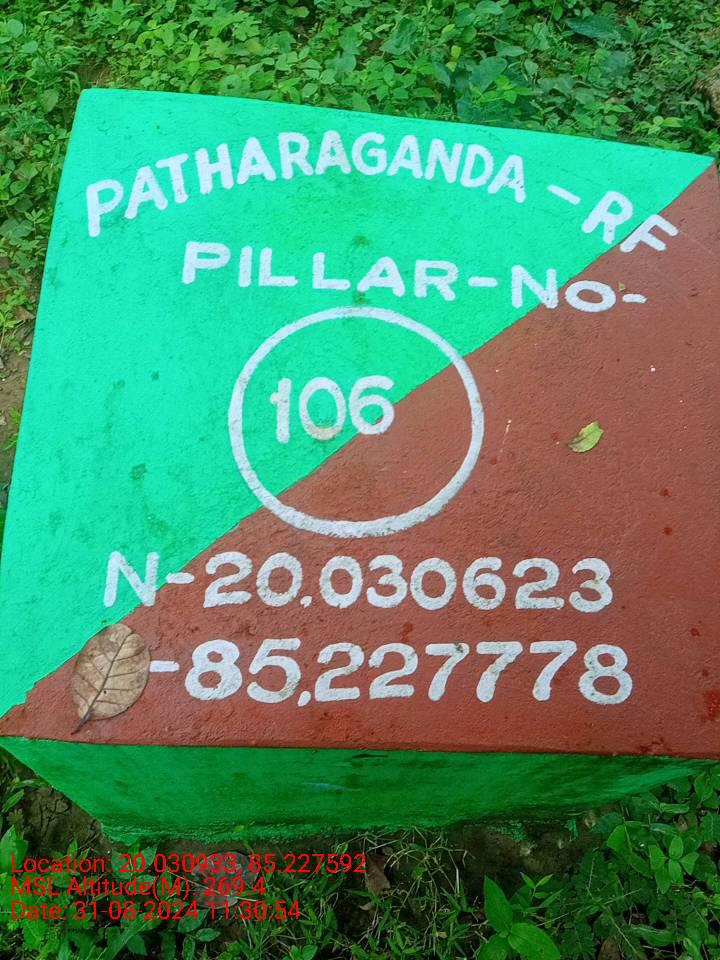 PATHARAGANDA-RF
PILLAR-No-
106
N-20.030623
-85.227778
Location: 20.030933, 85.227592
MSL Altitude(M): 269.4
Date: 31-08-2024 11:30:54